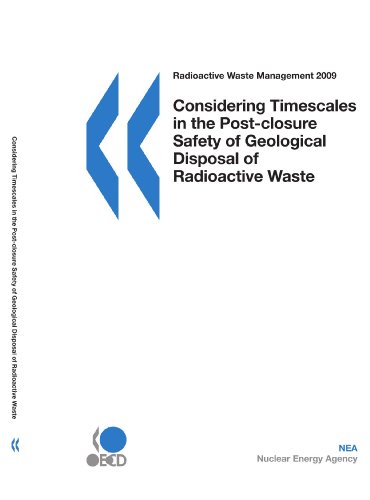 Radioactive Waste Management 2009
Considering Timescales
in the Post-closure
Safety of Geological
Disposal of
Radioactive Waste
Considering Timescales in the Post-closure Safety of Geological Disposal of Radioactive Waste
OECD
NEA
Nuclear Energy Agency